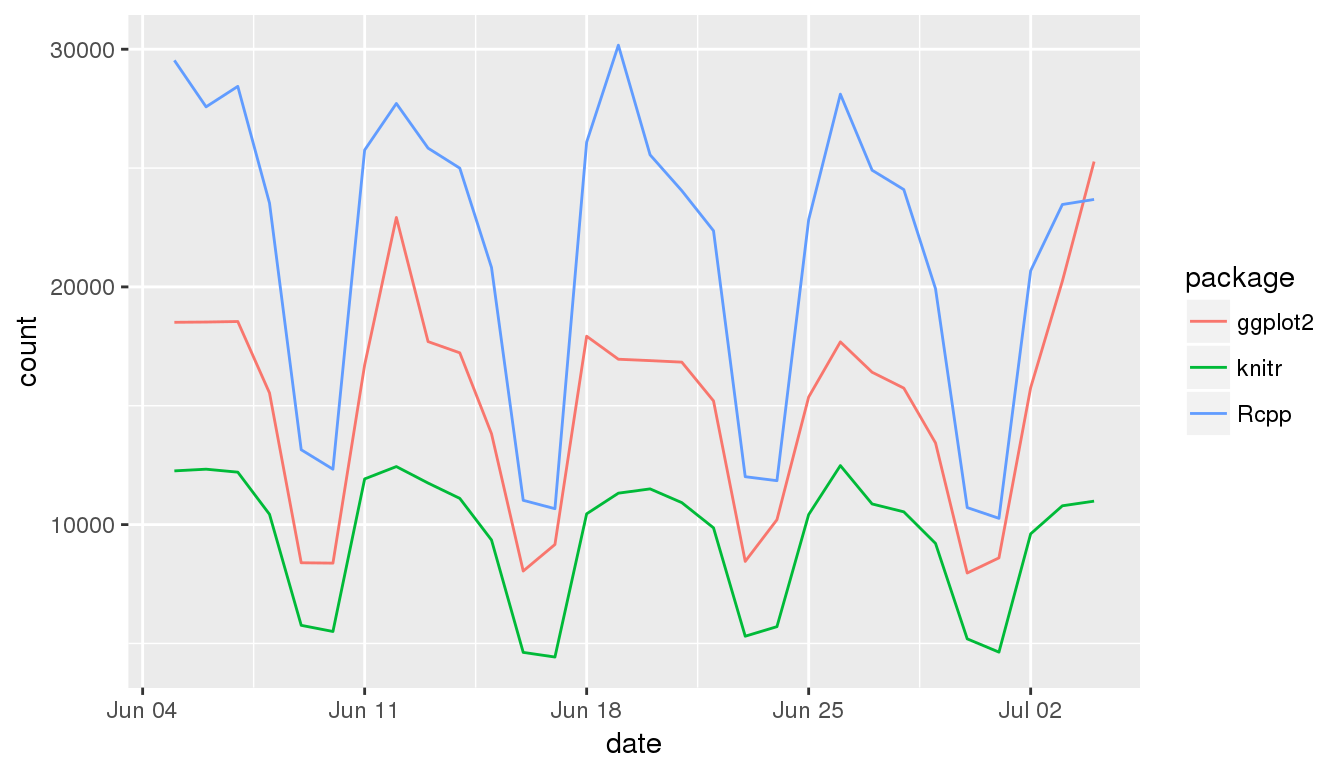 30000
20000
10000
count
Jun 04
Jun 11
Jun 18
Jun 25
Jul 02
date
package
ggplot2
knitr
Rcpp